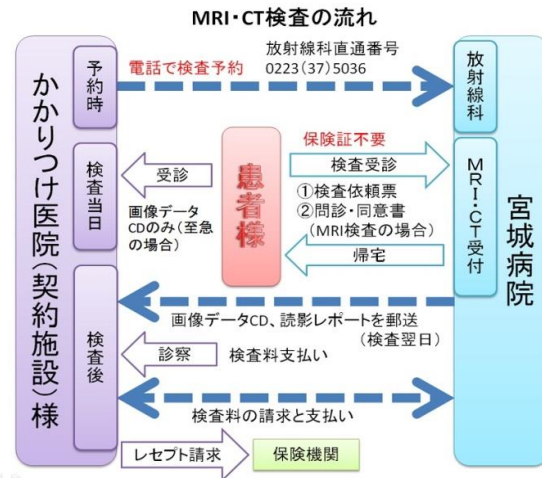 MRI・CT検査の流れ
かかりつけ医院(契約施設)様
予約時
電話で検査予約
放射線科直通番号
0223(37)5036
放射線科
宮城病院
検査当日
受診
画像データ
CDのみ(至急
の場合)
患者様
保険証不要
検査受診
①検査依頼票
②問診・同意書
(MRI検査の場合)
帰宅
MRI・CT受付
検査後
画像データCD、読影レポートを郵送
(検査翌日)
診察
検査料支払い
検査料の請求と支払い
レセプト請求
保険機関